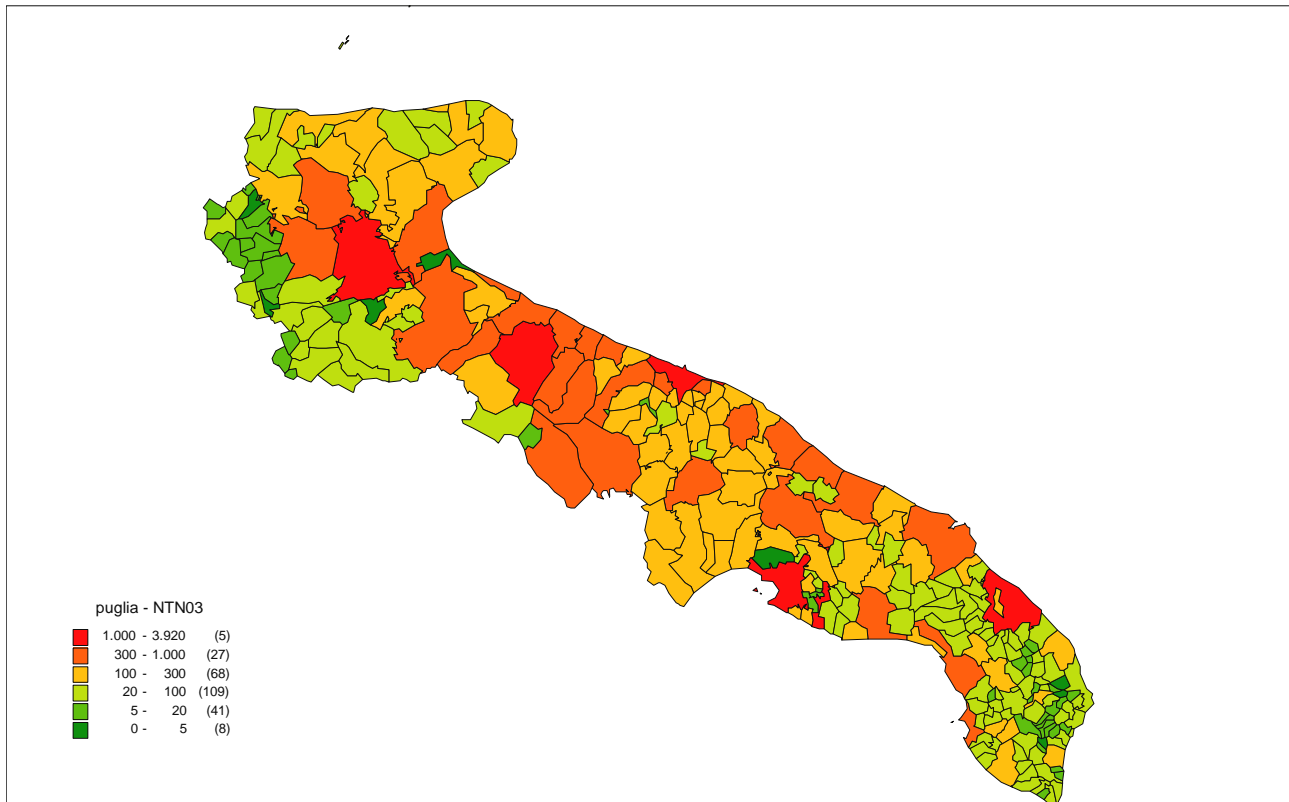 puglia - NTN03
1.000 - 3.920 (5)
300 - 1.000 (27)
100 - 300 (68)
20 - 100 (109)
5 - 20 (41)
0 - 5 (8)